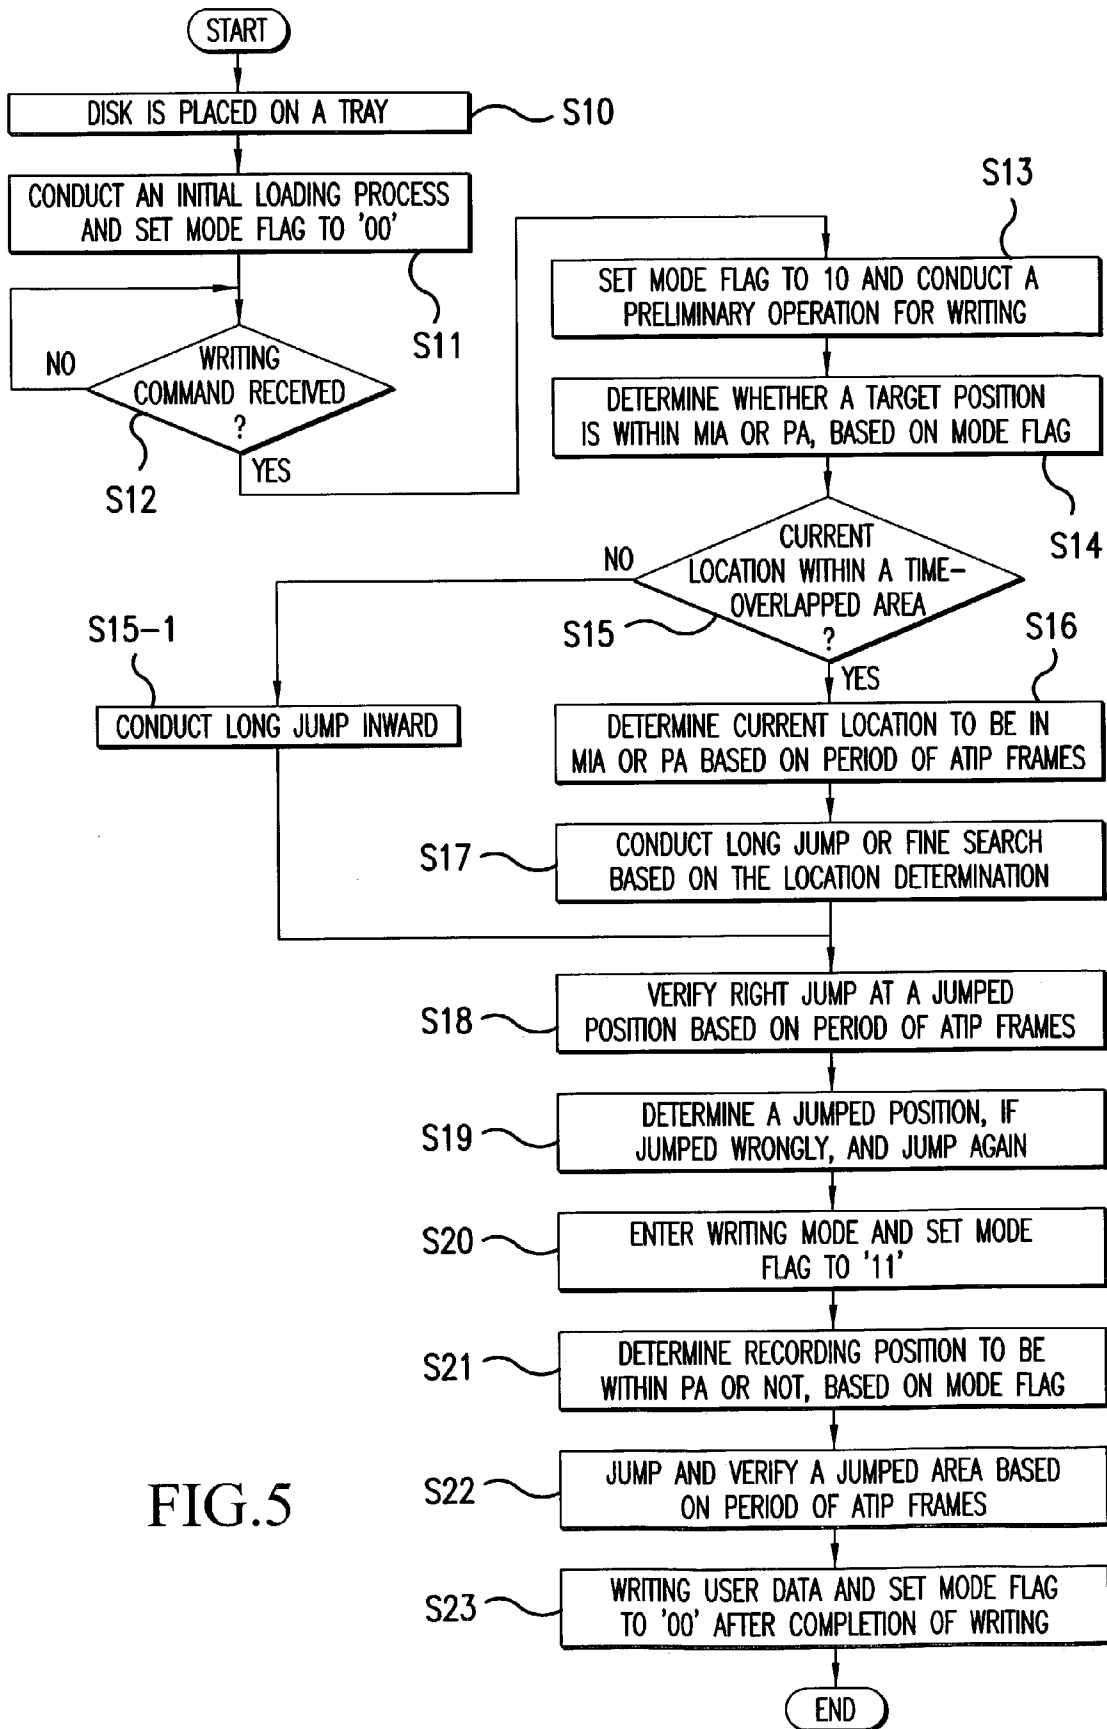 START
DISK IS PLACED ON A TRAY
S10
CONDUCT AN INITIAL LOADING PROCESS
AND SET MODE FLAG TO '00'
S11
WRITING
COMMAND RECEIVED
?
NO
YES
S12
S13
SET MODE FLAG TO 10 AND CONDUCT A
PRELIMINARY OPERATION FOR WRITING
DETERMINE WHETHER A TARGET POSITION
IS WITHIN MIA OR PA, BASED ON MODE FLAG
S14
CURRENT
LOCATION WITHIN A TIME-
OVERLAPPED AREA
?
NO
S15
YES
S15-1
CONDUCT LONG JUMP INWARD
S16
DETERMINE CURRENT LOCATION TO BE IN
MIA OR PA BASED ON PERIOD OF ATIP FRAMES
S17
CONDUCT LONG JUMP OR FINE SEARCH
BASED ON THE LOCATION DETERMINATION
S18
VERIFY RIGHT JUMP AT A JUMPED
POSITION BASED ON PERIOD OF ATIP FRAMES
S19
DETERMINE A JUMPED POSITION, IF
JUMPED WRONGLY, AND JUMP AGAIN
S20
ENTER WRITING MODE AND SET MODE
FLAG TO '11'
S21
DETERMINE RECORDING POSITION TO BE
WITHIN PA OR NOT, BASED ON MODE FLAG
S22
JUMP AND VERIFY A JUMPED AREA BASED
ON PERIOD OF ATIP FRAMES
S23
WRITING USER DATA AND SET MODE FLAG
TO '00' AFTER COMPLETION OF WRITING
END
FIG.5